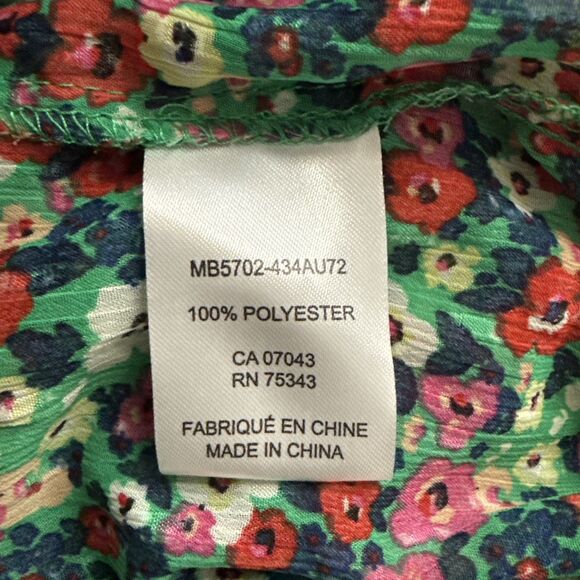 MB5702-434AU72
100% POLYESTER
CA 07043
RN 75343
FABRIQUÉ EN CHINE
MADE IN CHINA